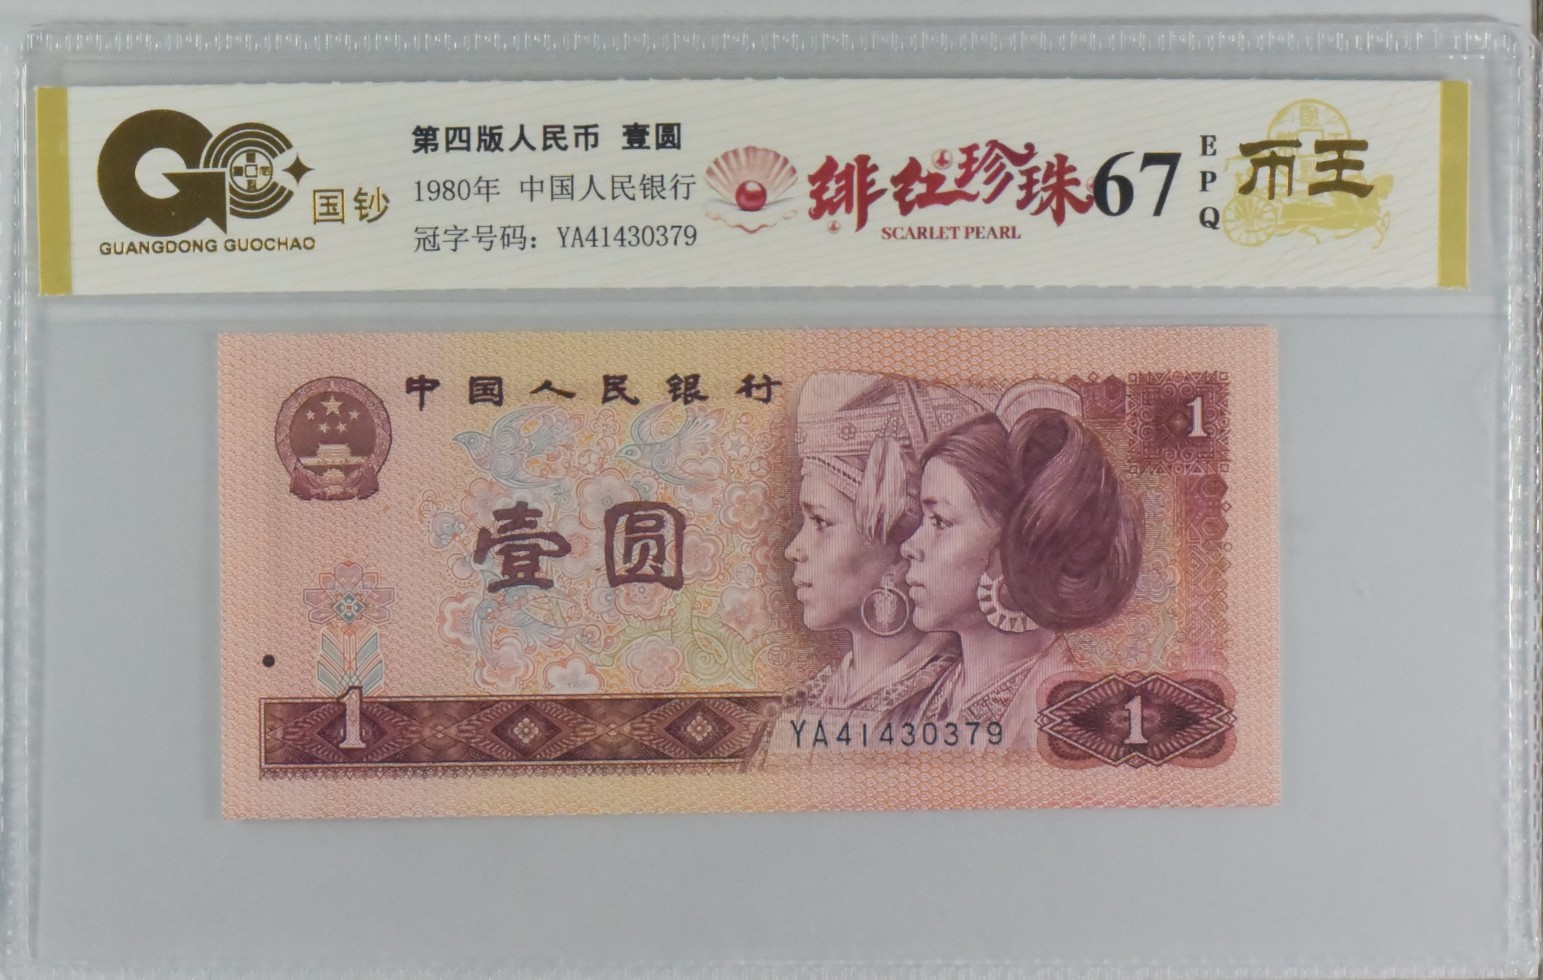 GUANGDONG GUOCHAO
国钞
第四版人民币 壹圆
1980年 中国人民银行
冠字号码：YA41430379
绯红珍珠
SCARLET PEARL
67
EPQ
币王
中国人民银行
1
壹圆
1
YA41430379
1